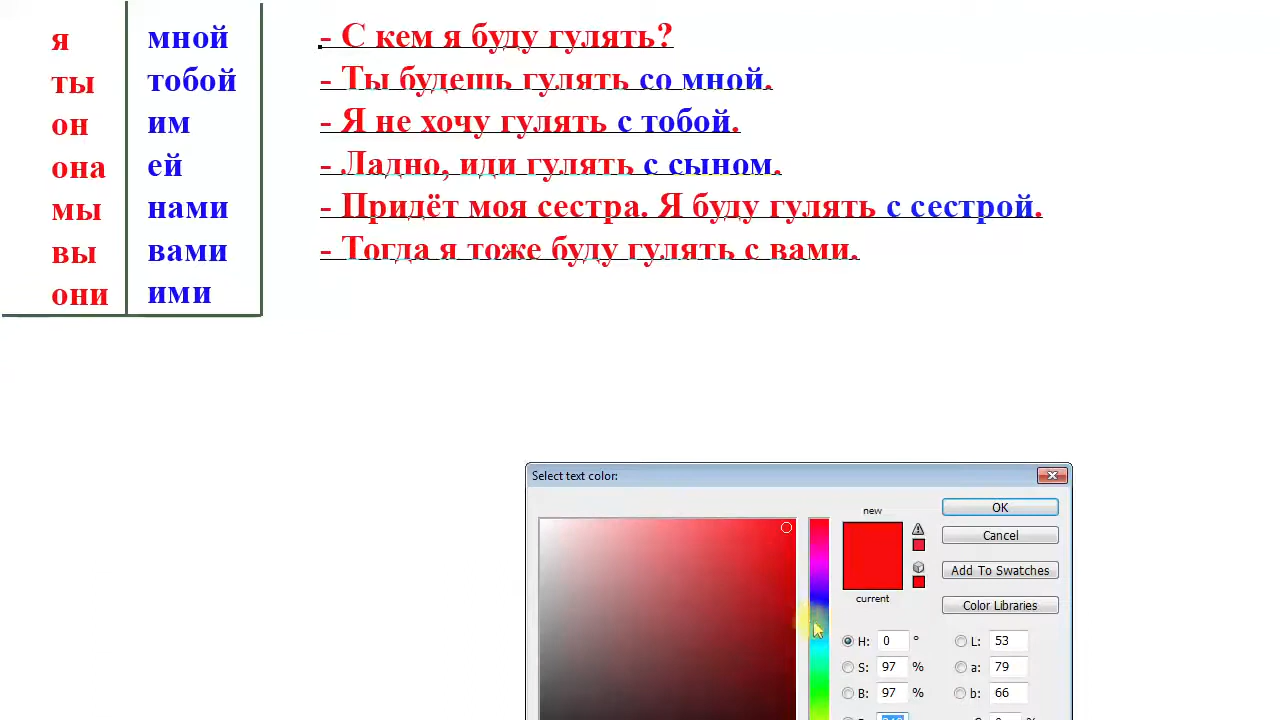 я мной
ты тобой
он им
она ей
мы нами
вы вами
они ими
- С кем я буду гулять?
- Ты будешь гулять со мной.
- Я не хочу гулять с тобой.
- Ладно, иди гулять с сыном.
- Придёт моя сестра. Я буду гулять с сестрой.
- Тогда я тоже буду гулять с вами.
Select text color:
new
current
OK
Cancel
Add To Swatches
Color Libraries
H: 0 °
L: 53
S: 97 %
a: 79
B: 97 %
b: 66